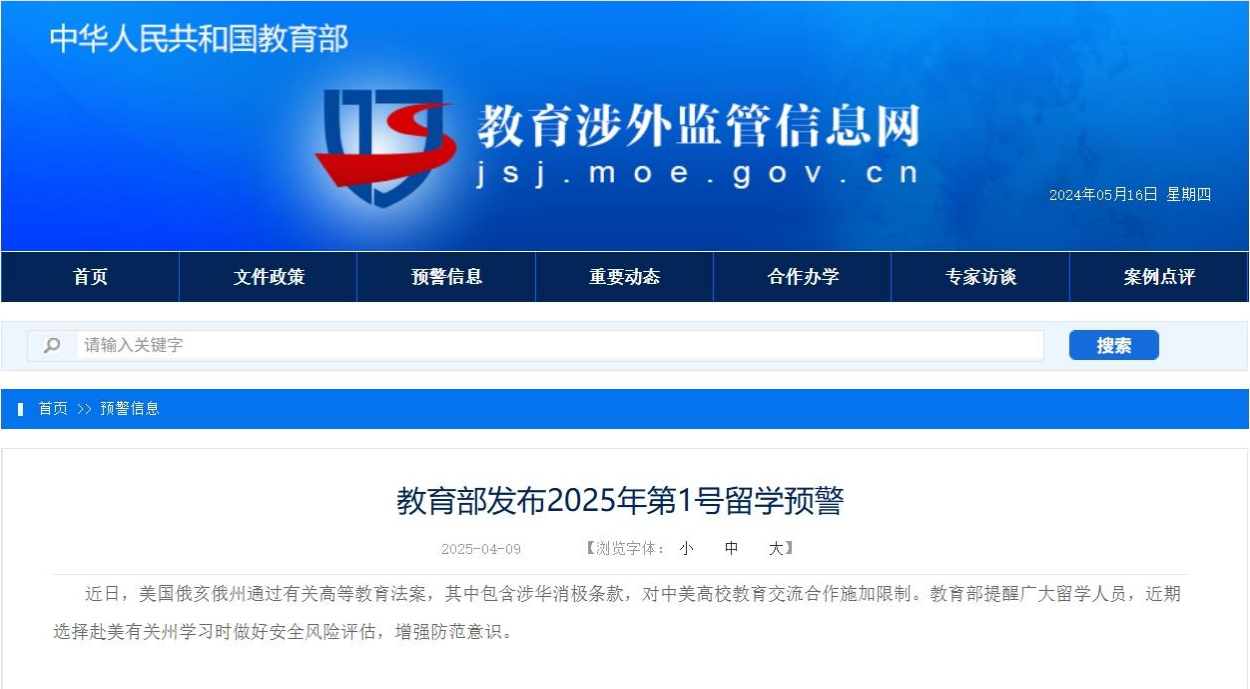 中华人民共和国教育部
教育涉外监管信息网
jsj.moe.gov.cn
2024年05月16日 星期四
首页 文件政策 预警信息 重要动态 合作办学 专家访谈 案例点评
请输入关键字 搜索
首页 >> 预警信息
教育部发布2025年第1号留学预警
2025-04-09 【浏览字体： 小 中 大】
近日，美国俄亥俄州通过有关高等教育法案，其中包含涉华消极条款，对中美高校教育交流合作施加限制。教育部提醒广大留学人员，近期
选择赴美有关州学习时做好安全风险评估，增强防范意识。